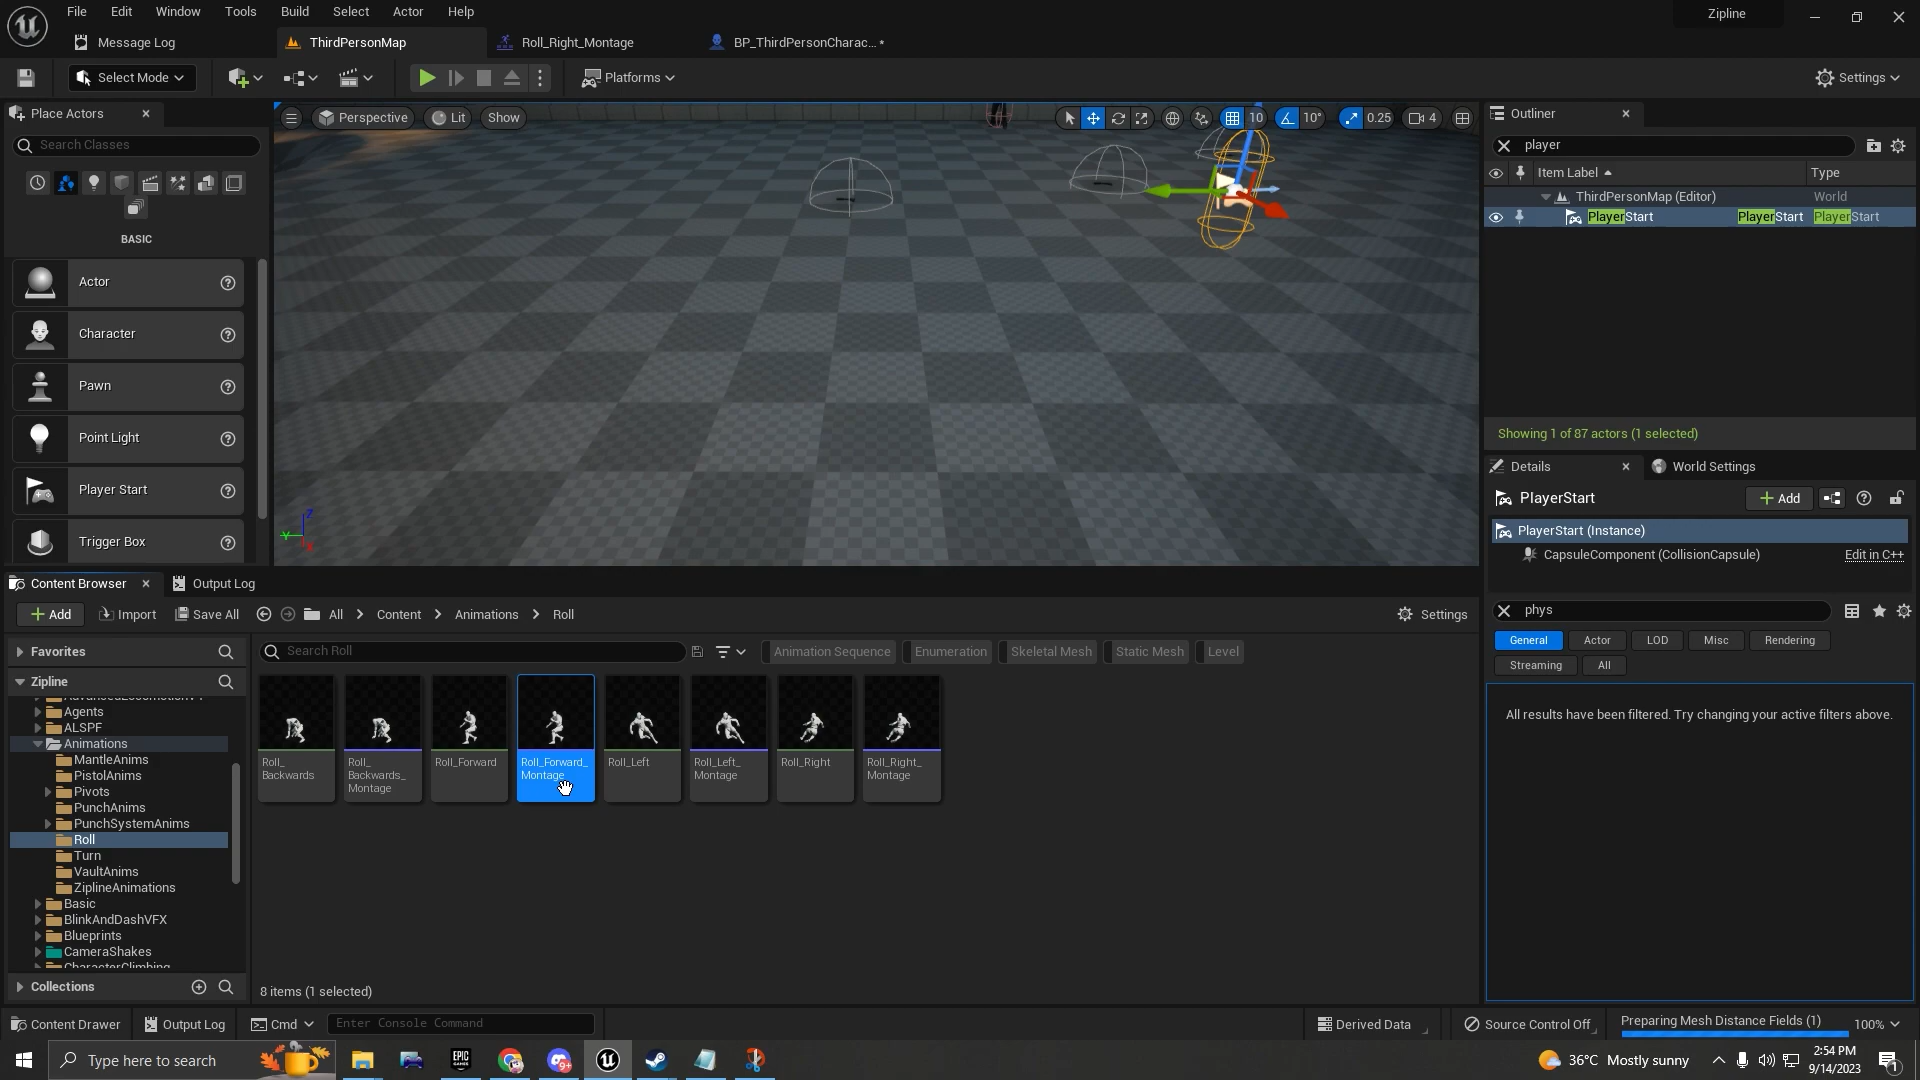 File Edit Window Tools Build Select Actor Help
Zipline
Message Log
ThirdPersonMap
Roll_Right_Montage
BP_ThirdPersonCharac... *
Select Mode
Platforms
Settings
Place Actors
Search Classes
BASIC
Actor
Character
Pawn
Point Light
Player Start
Trigger Box
Perspective
Lit
Show
10
10°
0.25
4
Z
Y
X
Outliner
player
Item Label
Type
ThirdPersonMap (Editor)
World
PlayerStart
PlayerStart
PlayerStart
Showing 1 of 87 actors (1 selected)
Details
World Settings
PlayerStart
Add
PlayerStart (Instance)
CapsuleComponent (CollisionCapsule)
Edit in C++
phys
General
Actor
LOD
Misc
Rendering
Streaming
All
All results have been filtered. Try changing your active filters above.
Content Browser
Output Log
Add
Import
Save All
All
Content
Animations
Roll
Settings
Favorites
Zipline
Agents
ALSPF
Animations
MantleAnims
PistolAnims
Pivots
PunchAnims
PunchSystemAnims
Roll
Turn
VaultAnims
ZiplineAnimations
Basic
BlinkAndDashVFX
Blueprints
CameraShakes
CharacterClimbing
Collections
Search Roll
Animation Sequence
Enumeration
Skeletal Mesh
Static Mesh
Level
Roll_
Backwards
Roll_
Backwards_
Montage
Roll_Forward
Roll_Forward_
Montage
Roll_Left
Roll_Left_
Montage
Roll_Right
Roll_Right_
Montage
8 items (1 selected)
Content Drawer
Output Log
Cmd
Enter Console Command
Derived Data
Source Control Off
Preparing Mesh Distance Fields (1)
100%
Type here to search
36°C Mostly sunny
2:54 PM
9/14/2023